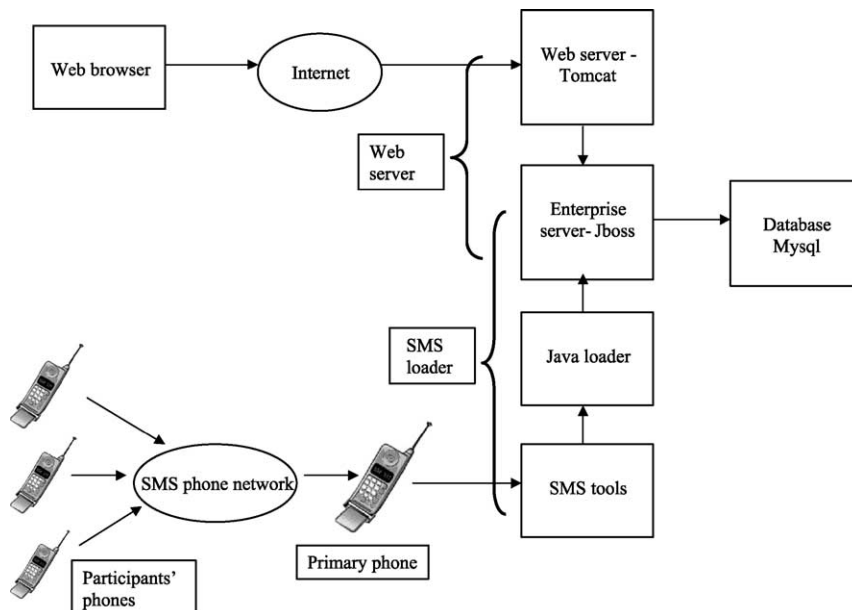 Web browser
Internet
Web server -
Tomcat
Web
server
Enterprise
server- Jboss
Database
Mysql
SMS
loader
Java loader
SMS phone network
SMS tools
Primary phone
Participants’
phones